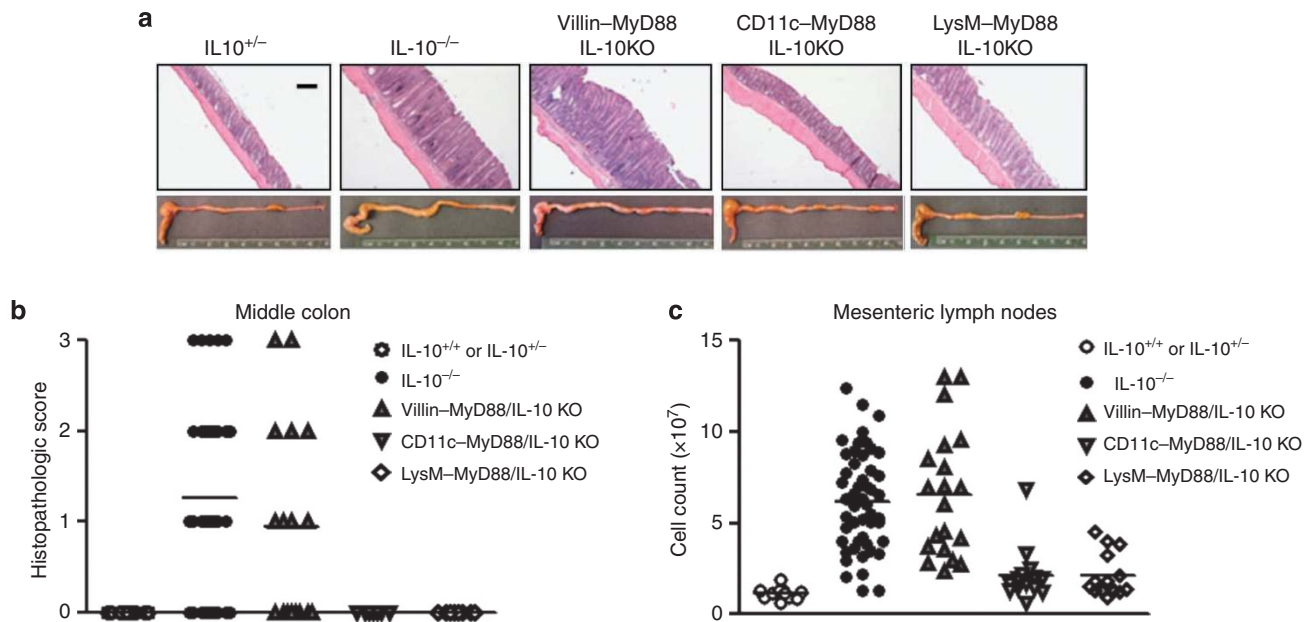 a
IL10+/–
IL-10–/–
Villin–MyD88
IL-10KO
CD11c–MyD88
IL-10KO
LysM–MyD88
IL-10KO
b
Middle colon
Histopathologic score
3
2
1
0
IL-10+/+ or IL-10+/–
IL-10–/–
Villin–MyD88/IL-10 KO
CD11c–MyD88/IL-10 KO
LysM–MyD88/IL-10 KO
c
Mesenteric lymph nodes
Cell count (×10⁷)
15
10
5
0
IL-10+/+ or IL-10+/–
IL-10–/–
Villin–MyD88/IL-10 KO
CD11c–MyD88/IL-10 KO
LysM–MyD88/IL-10 KO